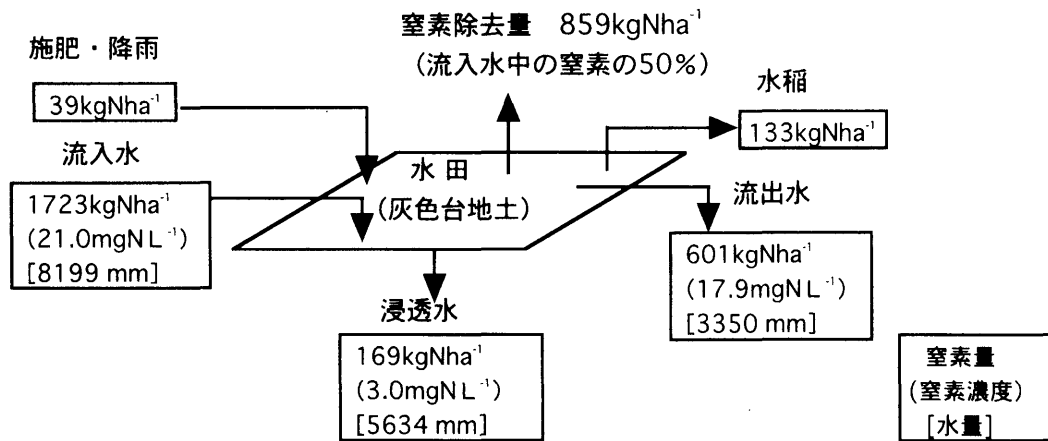 窒素除去量 859kgNha⁻¹
(流入水中の窒素の50%)
施肥・降雨
39kgNha⁻¹
水稲
133kgNha⁻¹
流入水
1723kgNha⁻¹
(21.0mgN L⁻¹)
[8199 mm]
水田
(灰色台地土)
流出水
601kgNha⁻¹
(17.9mgN L⁻¹)
[3350 mm]
浸透水
169kgNha⁻¹
(3.0mgN L⁻¹)
[5634 mm]
窒素量
(窒素濃度)
[水量]